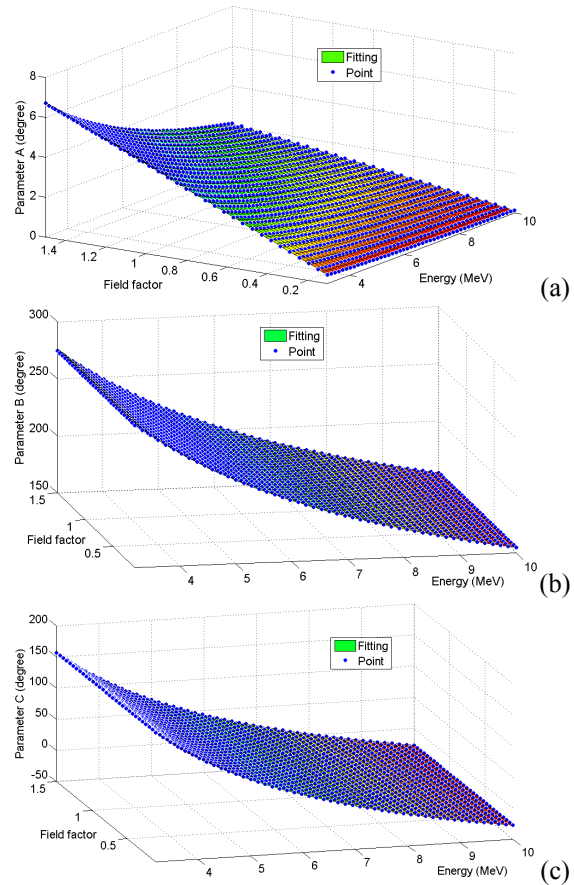 Fitting
Point
8
6
4
2
0
Parameter A (degree)
1.4
1.2
1
0.8
0.6
0.4
0.2
Field factor
4
6
8
10
Energy (MeV)
(a)
Fitting
Point
300
250
200
150
Parameter B (degree)
1.5
1
0.5
Field factor
4
5
6
7
8
9
10
Energy (MeV)
(b)
Fitting
Point
200
150
100
50
0
-50
Parameter C (degree)
1.5
1
0.5
Field factor
4
5
6
7
8
9
10
Energy (MeV)
(c)